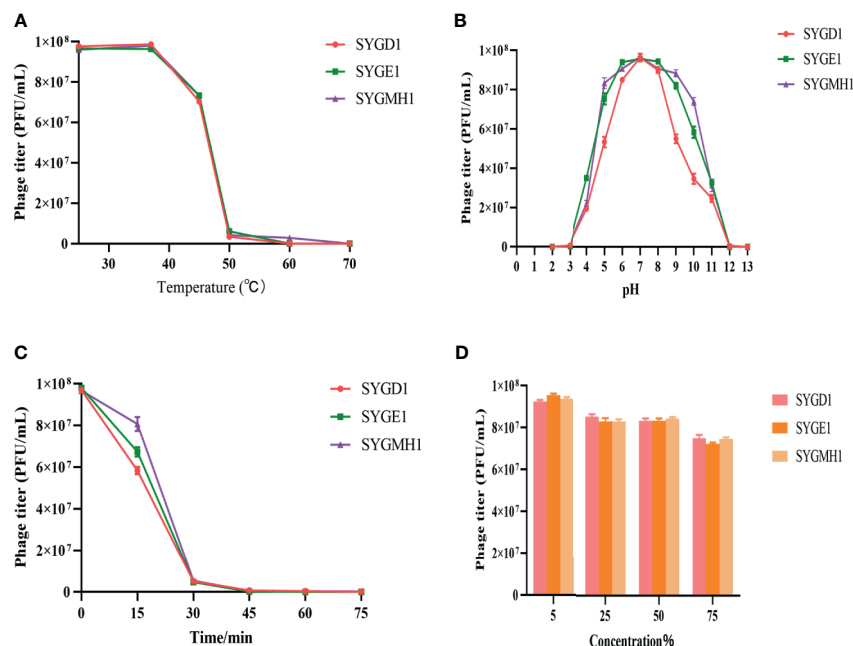 A
Phage titer (PFU/mL)
1×10⁸
8×10⁷
6×10⁷
4×10⁷
2×10⁷
0
30
40
50
60
70
Temperature (℃)
SYGD1
SYGE1
SYGMH1
B
Phage titer (PFU/mL)
1×10⁸
8×10⁷
6×10⁷
4×10⁷
2×10⁷
0
0 1 2 3 4 5 6 7 8 9 10 11 12 13
pH
SYGD1
SYGE1
SYGMH1
C
Phage titer (PFU/mL)
1×10⁸
8×10⁷
6×10⁷
4×10⁷
2×10⁷
0
0 15 30 45 60 75
Time/min
SYGD1
SYGE1
SYGMH1
D
Phage titer (PFU/mL)
1×10⁸
8×10⁷
6×10⁷
4×10⁷
2×10⁷
0
5 25 50 75
Concentration%
SYGD1
SYGE1
SYGMH1